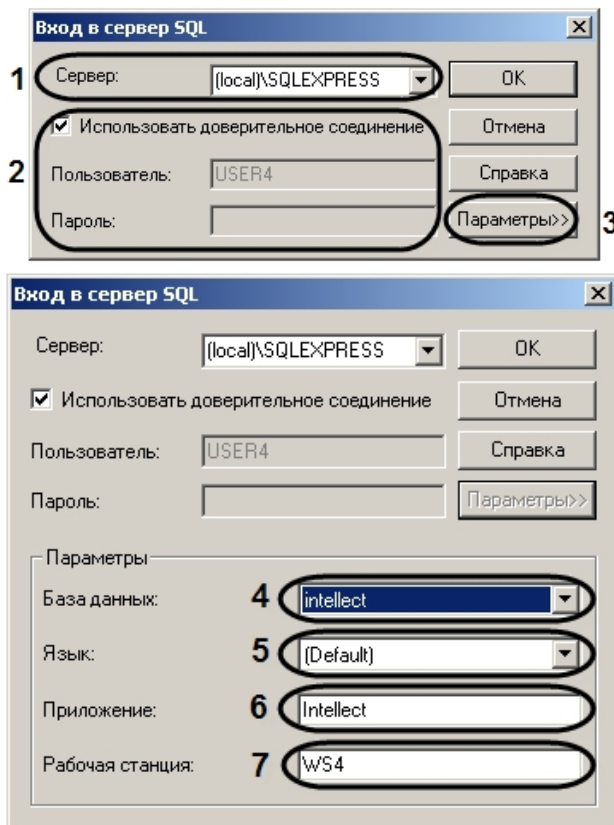 Вход в сервер SQL
1 Сервер: (local)\SQLEXPRESS OK
Использовать доверительное соединение Отмена
2 Пользователь: USER4 Справка
Пароль: Параметры>> 3
Вход в сервер SQL
Сервер: (local)\SQLEXPRESS OK
Использовать доверительное соединение Отмена
Пользователь: USER4 Справка
Пароль: Параметры>>
Параметры
База данных: 4 intellect
Язык: 5 (Default)
Приложение: 6 Intellect
Рабочая станция: 7 WS4